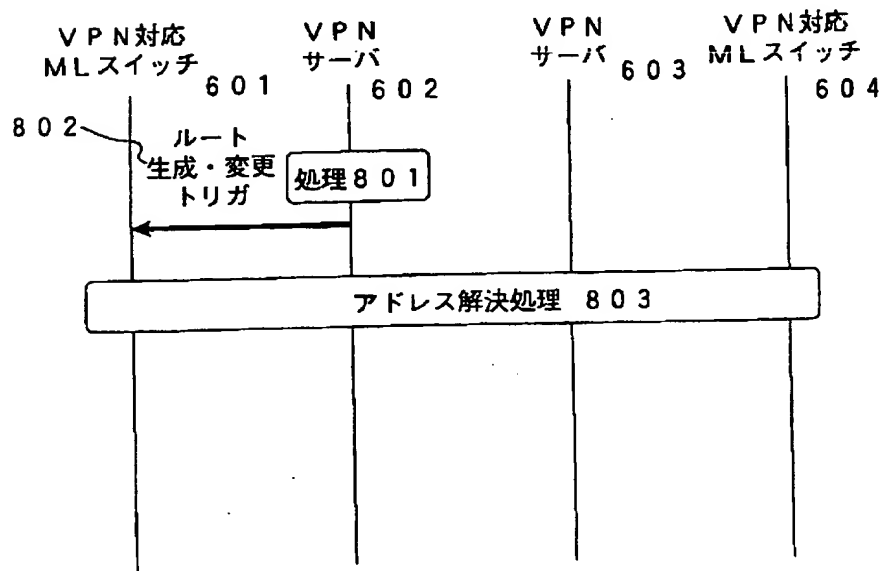 ＶＰＮ対応
ＭＬスイッチ
６０１
ＶＰＮ
サーバ
６０２
ＶＰＮ
サーバ
６０３
ＶＰＮ対応
ＭＬスイッチ
６０４
８０２
ルート
生成・変更
トリガ
処理８０１
アドレス解決処理 ８０３